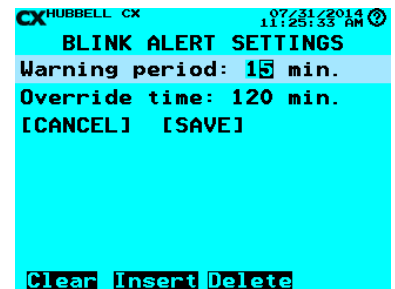 CX HUBBELL CX 07/31/2014
11:25:33 AM ?
BLINK ALERT SETTINGS
Warning period: 15 min.
Override time: 120 min.
[CANCEL] [SAVE]
Clear Insert Delete